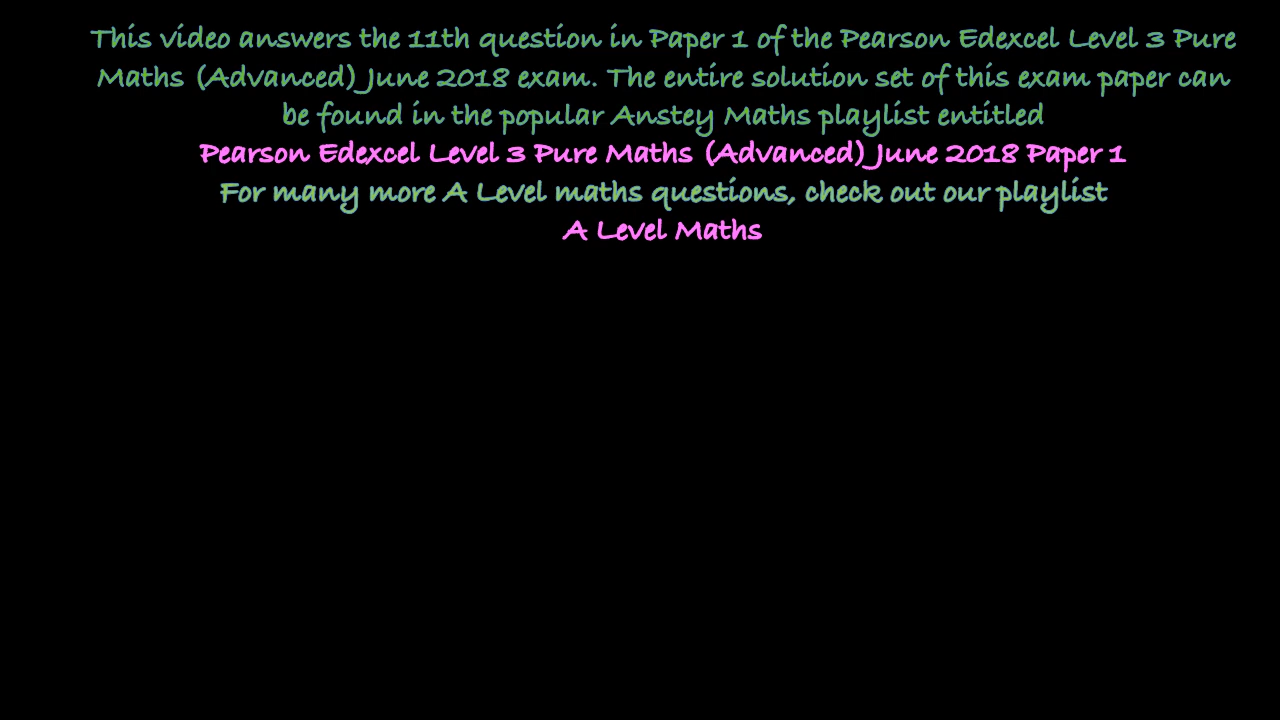 This video answers the 11th question in Paper 1 of the Pearson Edexcel Level 3 Pure
Maths (Advanced) June 2018 exam. The entire solution set of this exam paper can
be found in the popular Anstey Maths playlist entitled
Pearson Edexcel Level 3 Pure Maths (Advanced) June 2018 Paper 1
For many more A Level maths questions, check out our playlist
A Level Maths